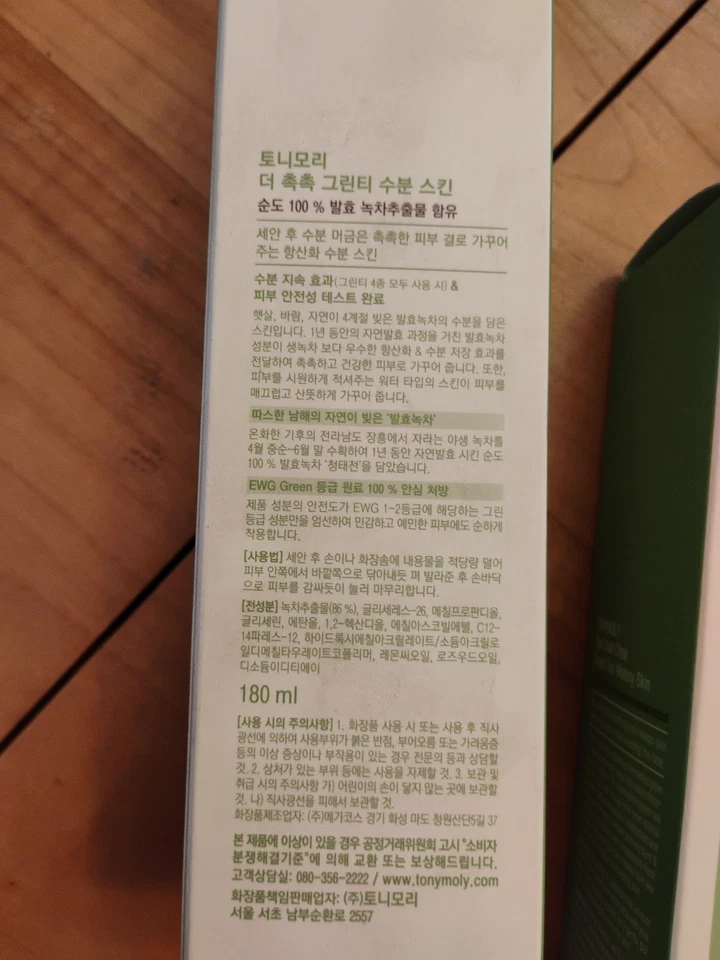 토니모리
더 촉촉 그린티 수분 스킨
순도 100 % 발효 녹차추출물 함유
세안 후 수분 머금은 촉촉한 피부 결로 가꾸어
주는 항산화 수분 스킨
수분 지속 효과(그린티 4종 모두 사용 시) &
피부 안전성 테스트 완료
햇살, 바람, 자연이 4계절 빚은 발효녹차의 수분을 담은
스킨입니다. 1년 동안의 자연발효 과정을 거친 발효녹차
성분이 생녹차 보다 우수한 항산화 & 수분 저장 효과를
전달하여 촉촉하고 건강한 피부로 가꾸어 줍니다. 또한,
피부를 시원하게 적셔주는 워터 타입의 스킨이 피부를
매끄럽고 산뜻하게 가꾸어 줍니다.
따스한 남해의 자연이 빚은 '발효녹차'
온화한 기후의 전라남도 장흥에서 자라는 야생 녹차를
4월 중순~6월 말 수확하여 1년 동안 자연발효 시킨 순도
100 % 발효녹차 '청태전'을 담았습니다.
EWG Green 등급 원료 100 % 안심 처방
제품 성분의 안전도가 EWG 1~2등급에 해당하는 그린
등급 성분만을 엄선하여 민감하고 예민한 피부에도 순하게
작용합니다.
[사용법] 세안 후 손이나 화장솜에 내용물을 적당량 덜어
피부 안쪽에서 바깥쪽으로 닦아내듯 펴 발라준 후 손바닥
으로 피부를 감싸듯이 눌러 마무리합니다.
[전성분] 녹차추출물(86 %), 글리세레스-26, 메칠프로판디올,
글리세린, 에탄올, 1,2-헥산디올, 에칠아스코빌에텔, C12-
14파레스-12, 하이드록시에칠아크릴레이트/소듐아크릴로
일디메칠타우레이트코폴리머, 레몬씨오일, 로즈우드오일,
디소듐이디티에이
180 ml
[사용 시의 주의사항] 1. 화장품 사용 시 또는 사용 후 직사
광선에 의하여 사용부위가 붉은 반점, 부어오름 또는 가려움증
등의 이상 증상이나 부작용이 있는 경우 전문의 등과 상담할
것. 2. 상처가 있는 부위 등에는 사용을 자제할 것. 3. 보관 및
취급 시의 주의사항 가) 어린이의 손이 닿지 않는 곳에 보관할
것. 나) 직사광선을 피해서 보관할 것.
화장품제조업자: (주)메가코스 경기 화성 마도 청원산단5길 37
본 제품에 이상이 있을 경우 공정거래위원회 고시 "소비자
분쟁해결기준"에 의해 교환 또는 보상해드립니다.
고객상담실: 080-356-2222 / www.tonymoly.com
화장품책임판매업자: (주)토니모리
서울 서초 남부순환로 2557